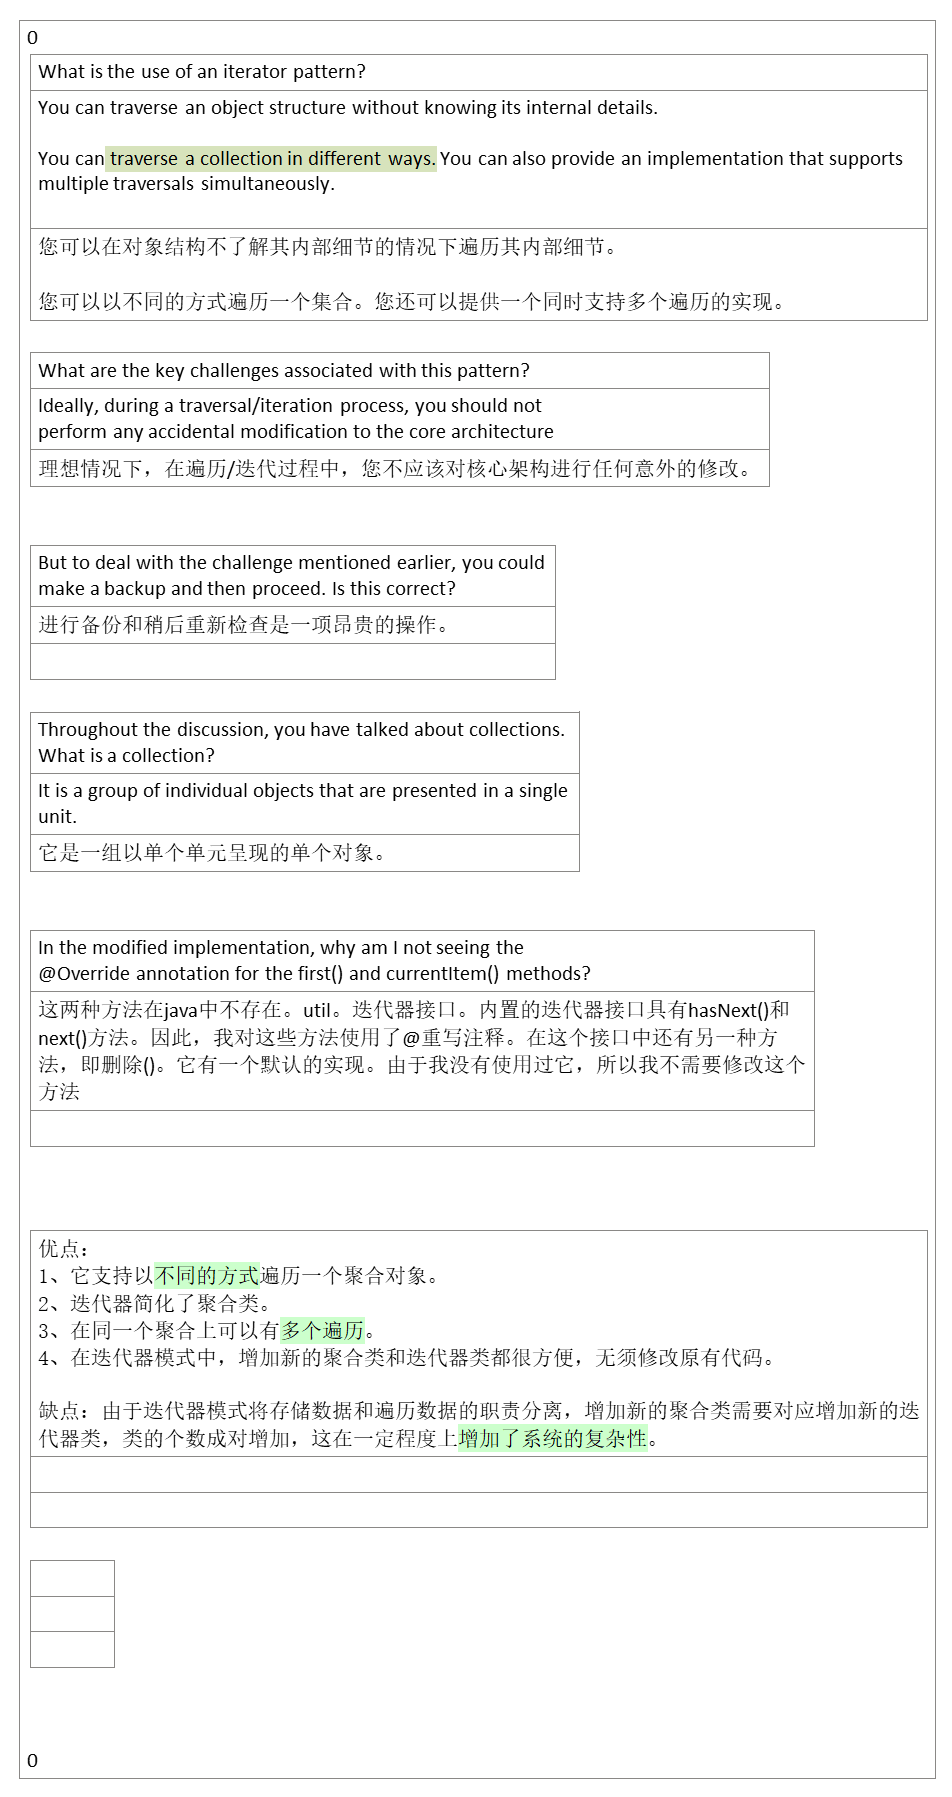 0
What is the use of an iterator pattern?
You can traverse an object structure without knowing its internal details.
You can traverse a collection in different ways. You can also provide an implementation that supports
multiple traversals simultaneously.
您可以在对象结构不了解其内部细节的情况下遍历其内部细节。
您可以以不同的方式遍历一个集合。您还可以提供一个同时支持多个遍历的实现。
What are the key challenges associated with this pattern?
Ideally, during a traversal/iteration process, you should not
perform any accidental modification to the core architecture
理想情况下，在遍历/迭代过程中，您不应该对核心架构进行任何意外的修改。
But to deal with the challenge mentioned earlier, you could
make a backup and then proceed. Is this correct?
进行备份和稍后重新检查是一项昂贵的操作。
Throughout the discussion, you have talked about collections.
What is a collection?
It is a group of individual objects that are presented in a single
unit.
它是一组以单个单元呈现的单个对象。
In the modified implementation, why am I not seeing the
@Override annotation for the first() and currentItem() methods?
这两种方法在java中不存在。util。迭代器接口。内置的迭代器接口具有hasNext()和
next()方法。因此，我对这些方法使用了@重写注释。在这个接口中还有另一种方
法，即删除()。它有一个默认的实现。由于我没有使用过它，所以我不需要修改这个
方法
优点：
1、它支持以不同的方式遍历一个聚合对象。
2、迭代器简化了聚合类。
3、在同一个聚合上可以有多个遍历。
4、在迭代器模式中，增加新的聚合类和迭代器类都很方便，无须修改原有代码。
缺点：由于迭代器模式将存储数据和遍历数据的职责分离，增加新的聚合类需要对应增加新的迭
代器类，类的个数成对增加，这在一定程度上增加了系统的复杂性。
0